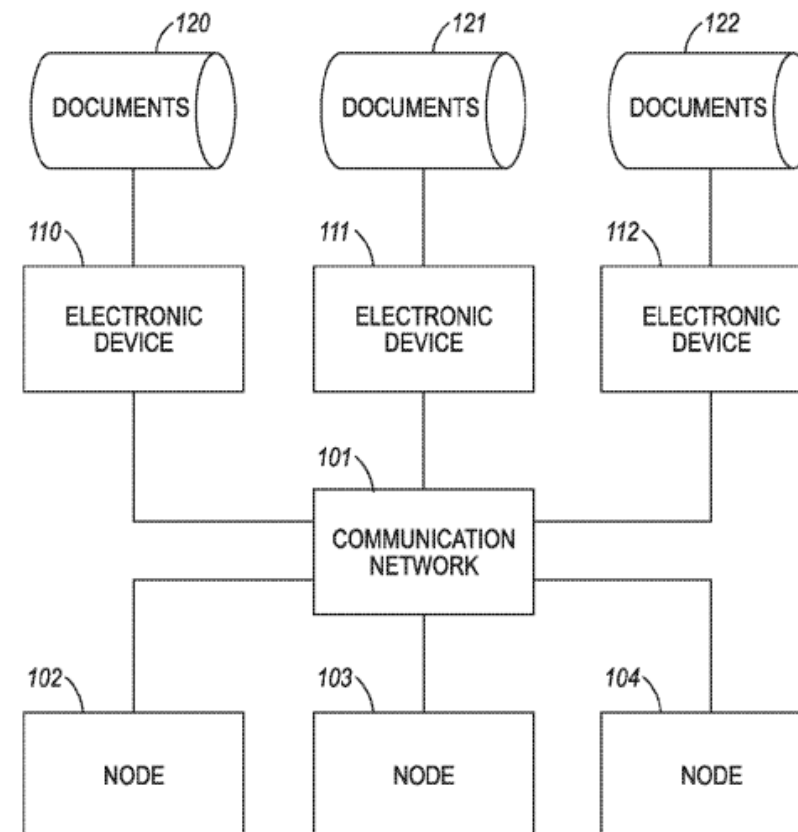 120 121 122
DOCUMENTS DOCUMENTS DOCUMENTS
110 111 112
ELECTRONIC DEVICE ELECTRONIC DEVICE ELECTRONIC DEVICE
101
COMMUNICATION
NETWORK
102 103 104
NODE NODE NODE